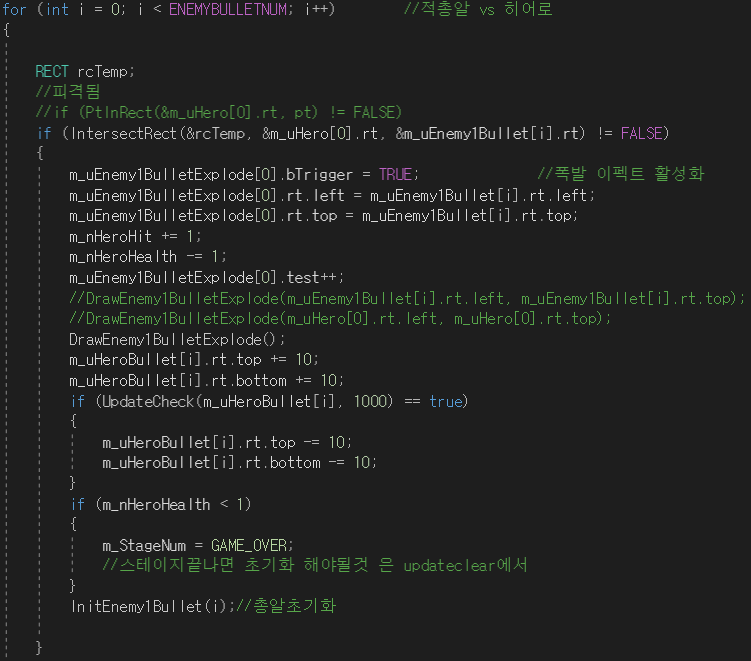 for (int i = 0; i < ENEMYBULLETNUM; i++) //적총알 vs 히어로
{
RECT rcTemp;
//피격됨
//if (PtInRect(&m_uHero[0].rt, pt) != FALSE)
if (IntersectRect(&rcTemp, &m_uHero[0].rt, &m_uEnemy1Bullet[i].rt) != FALSE)
{
m_uEnemy1BulletExplode[0].bTrigger = TRUE; //폭발 이펙트 활성화
m_uEnemy1BulletExplode[0].rt.left = m_uEnemy1Bullet[i].rt.left;
m_uEnemy1BulletExplode[0].rt.top = m_uEnemy1Bullet[i].rt.top;
m_nHeroHit += 1;
m_nHeroHealth -= 1;
m_uEnemy1BulletExplode[0].test++;
//DrawEnemy1BulletExplode(m_uEnemy1Bullet[i].rt.left, m_uEnemy1Bullet[i].rt.top);
//DrawEnemy1BulletExplode(m_uHero[0].rt.left, m_uHero[0].rt.top);
DrawEnemy1BulletExplode();
m_uHeroBullet[i].rt.top += 10;
m_uHeroBullet[i].rt.bottom += 10;
if (UpdateCheck(m_uHeroBullet[i], 1000) == true)
{
m_uHeroBullet[i].rt.top -= 10;
m_uHeroBullet[i].rt.bottom -= 10;
}
if (m_nHeroHealth < 1)
{
m_StageNum = GAME_OVER;
//스테이지끝나면 초기화 해야될것 은 updateclear에서
}
InitEnemy1Bullet(i);//총알초기화
}